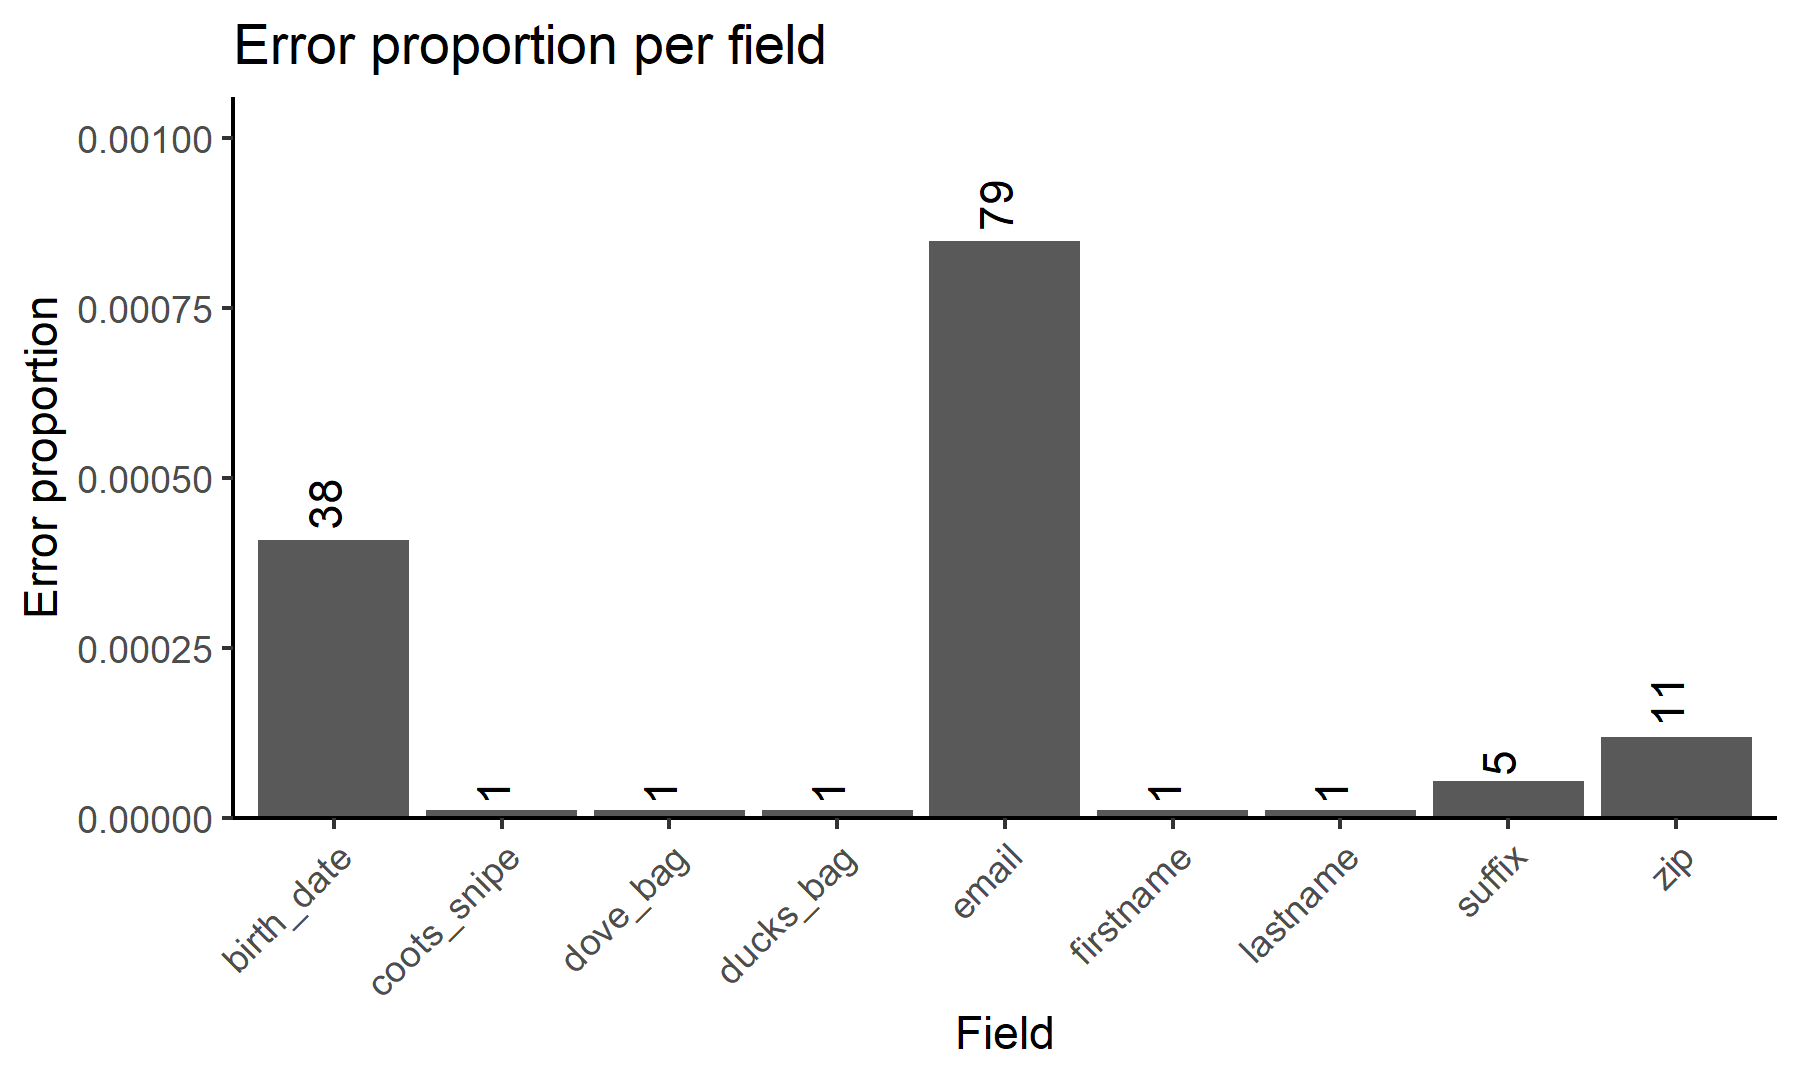 Error proportion per field
Error proportion
0.00100
0.00075
0.00050
0.00025
0.00000
38
1
1
1
79
1
1
5
11
birth_date
coots_snipe
dove_bag
ducks_bag
email
firstname
lastname
suffix
zip
Field